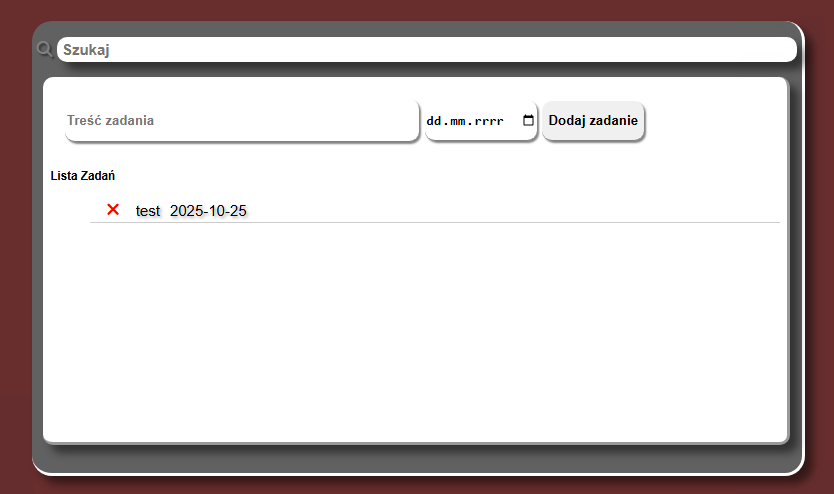 Szukaj
Treść zadania dd.mm.rrrr Dodaj zadanie
Lista Zadań
test 2025-10-25